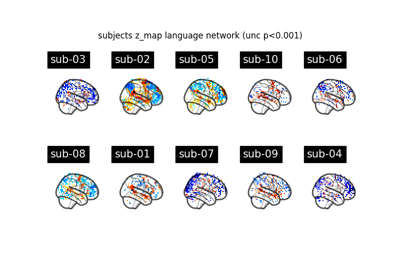 subjects z_map language network (unc p<0.001)
sub-03 sub-02 sub-05 sub-10 sub-06
sub-08 sub-01 sub-07 sub-09 sub-04